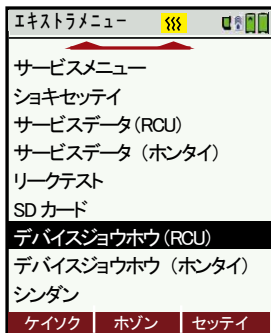 エキストラメニュー
サービスメニュー
ショキセッテイ
サービスデータ(RCU)
サービスデータ (ホンタイ)
リークテスト
SD カード
デバイスジョウホウ(RCU)
デバイスジョウホウ (ホンタイ)
シンダン
ケイソク ホゾン セッテイ